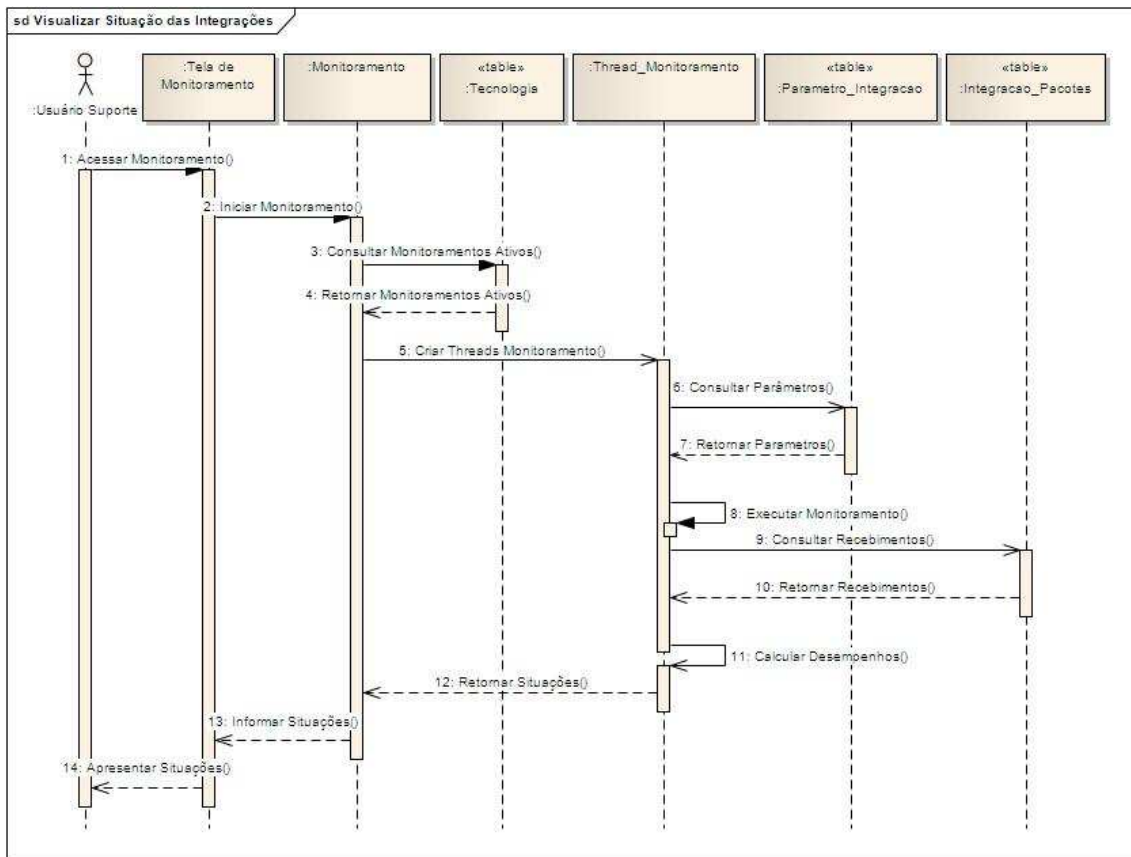 sd Visualizar Situação das Integrações
:Usuário Suporte
:Tela de
Monitoramento
:Monitoramento
«table»
:Tecnologia
:Thread_Monitoramento
«table»
:Parametro_Integracao
«table»
:Integracao_Pacotes
1: Acessar Monitoramento()
2: Iniciar Monitoramento()
3: Consultar Monitoramentos Ativos()
4: Retornar Monitoramentos Ativos()
5: Criar Threads Monitoramento()
6: Consultar Parâmetros()
7: Retornar Parametros()
8: Executar Monitoramento()
9: Consultar Recebimentos()
10: Retornar Recebimentos()
11: Calcular Desempenhos()
12: Retornar Situações()
13: Informar Situações()
14: Apresentar Situações()